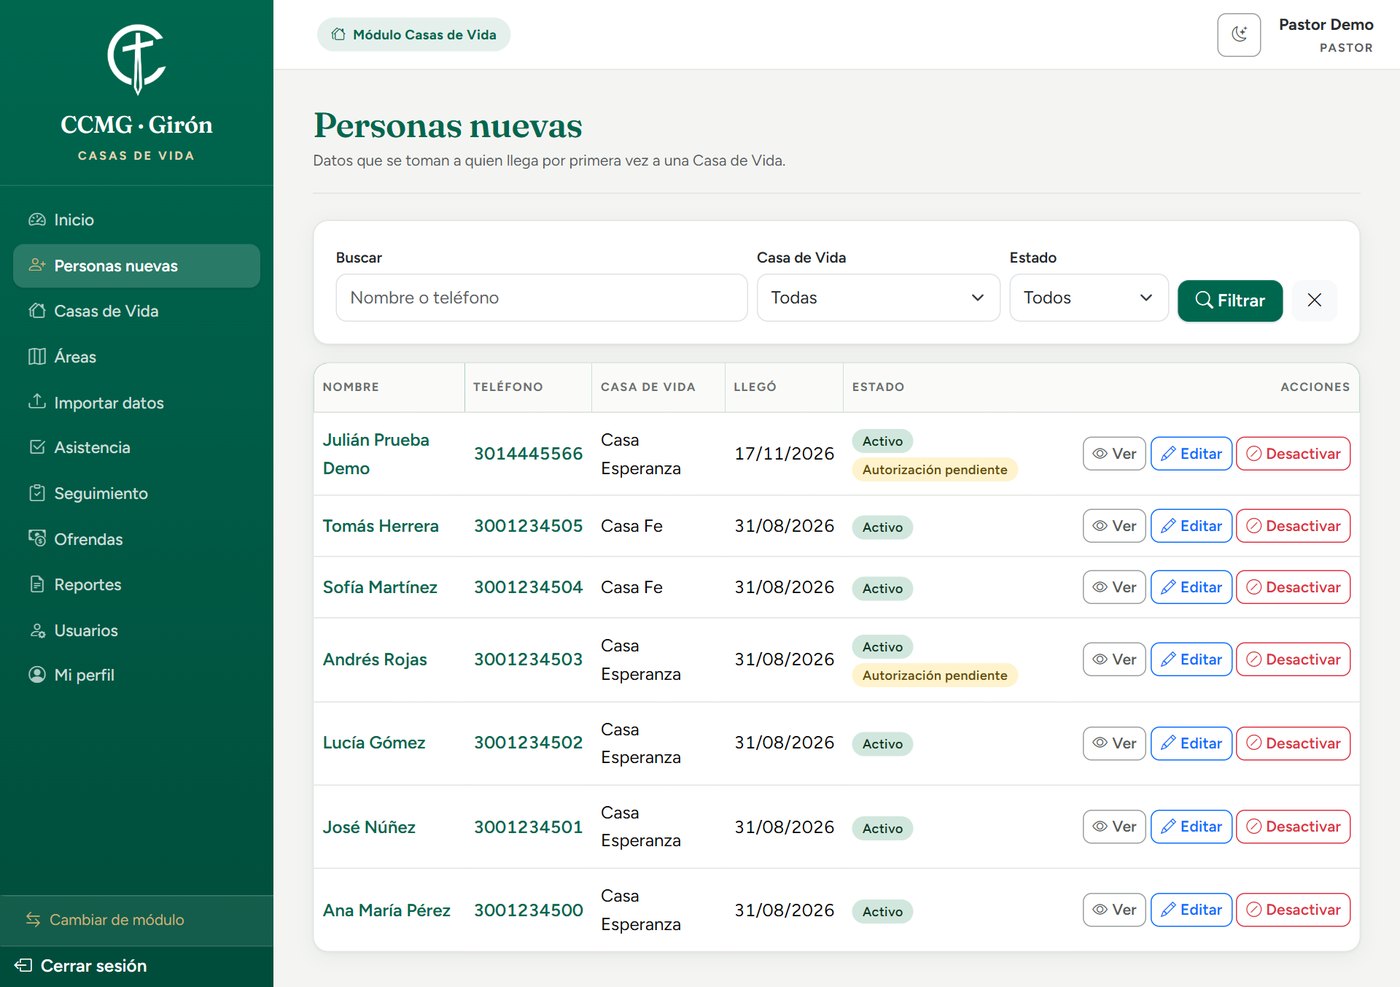 CCMG · Girón
CASAS DE VIDA
Inicio
Personas nuevas
Casas de Vida
Áreas
Importar datos
Asistencia
Seguimiento
Ofrendas
Reportes
Usuarios
Mi perfil
Cambiar de módulo
Cerrar sesión
Módulo Casas de Vida
Pastor Demo
PASTOR
Personas nuevas
Datos que se toman a quien llega por primera vez a una Casa de Vida.
Buscar
Nombre o teléfono
Casa de Vida
Todas
Estado
Todos
Filtrar
NOMBRE TELÉFONO CASA DE VIDA LLEGÓ ESTADO ACCIONES
Julián Prueba
Demo
3014445566
Casa
Esperanza
17/11/2026
Activo
Autorización pendiente
Ver Editar Desactivar
Tomás Herrera 3001234505 Casa Fe 31/08/2026 Activo Ver Editar Desactivar
Sofía Martínez 3001234504 Casa Fe 31/08/2026 Activo Ver Editar Desactivar
Andrés Rojas 3001234503
Casa
Esperanza
31/08/2026
Activo
Autorización pendiente
Ver Editar Desactivar
Lucía Gómez 3001234502
Casa
Esperanza
31/08/2026 Activo Ver Editar Desactivar
José Núñez 3001234501
Casa
Esperanza
31/08/2026 Activo Ver Editar Desactivar
Ana María Pérez 3001234500
Casa
Esperanza
31/08/2026 Activo Ver Editar Desactivar